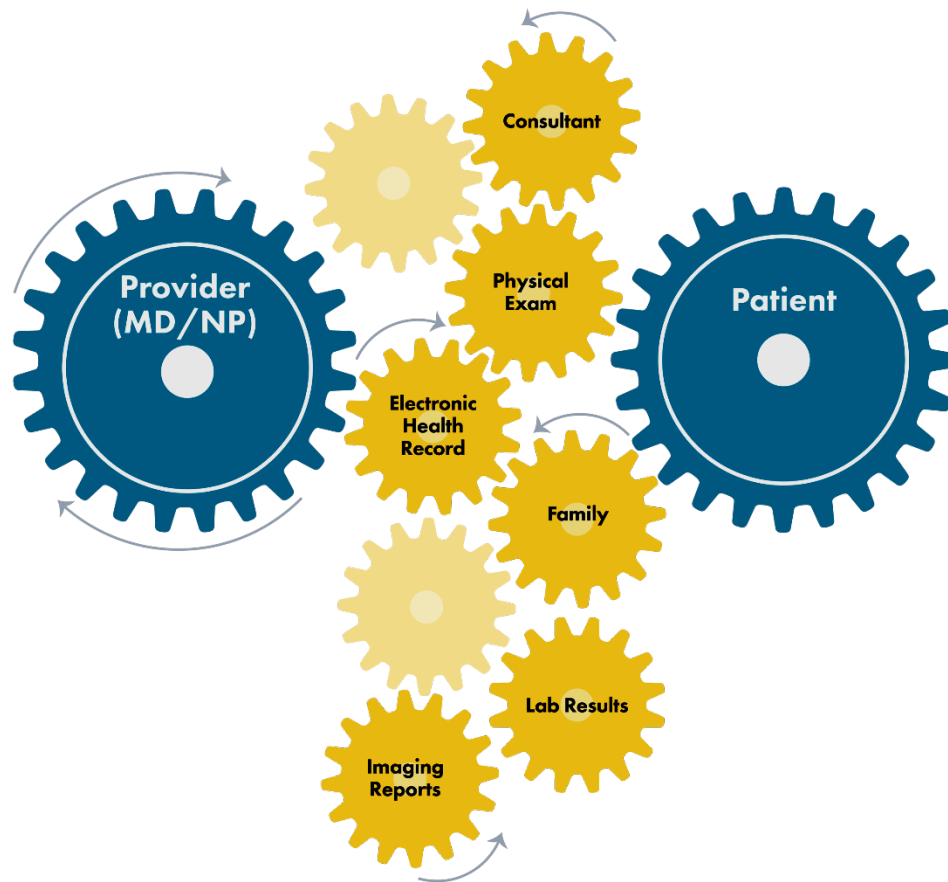 Consultant
Physical
Exam
Provider
(MD/NP)
Patient
Electronic
Health
Record
Family
Lab Results
Imaging
Reports